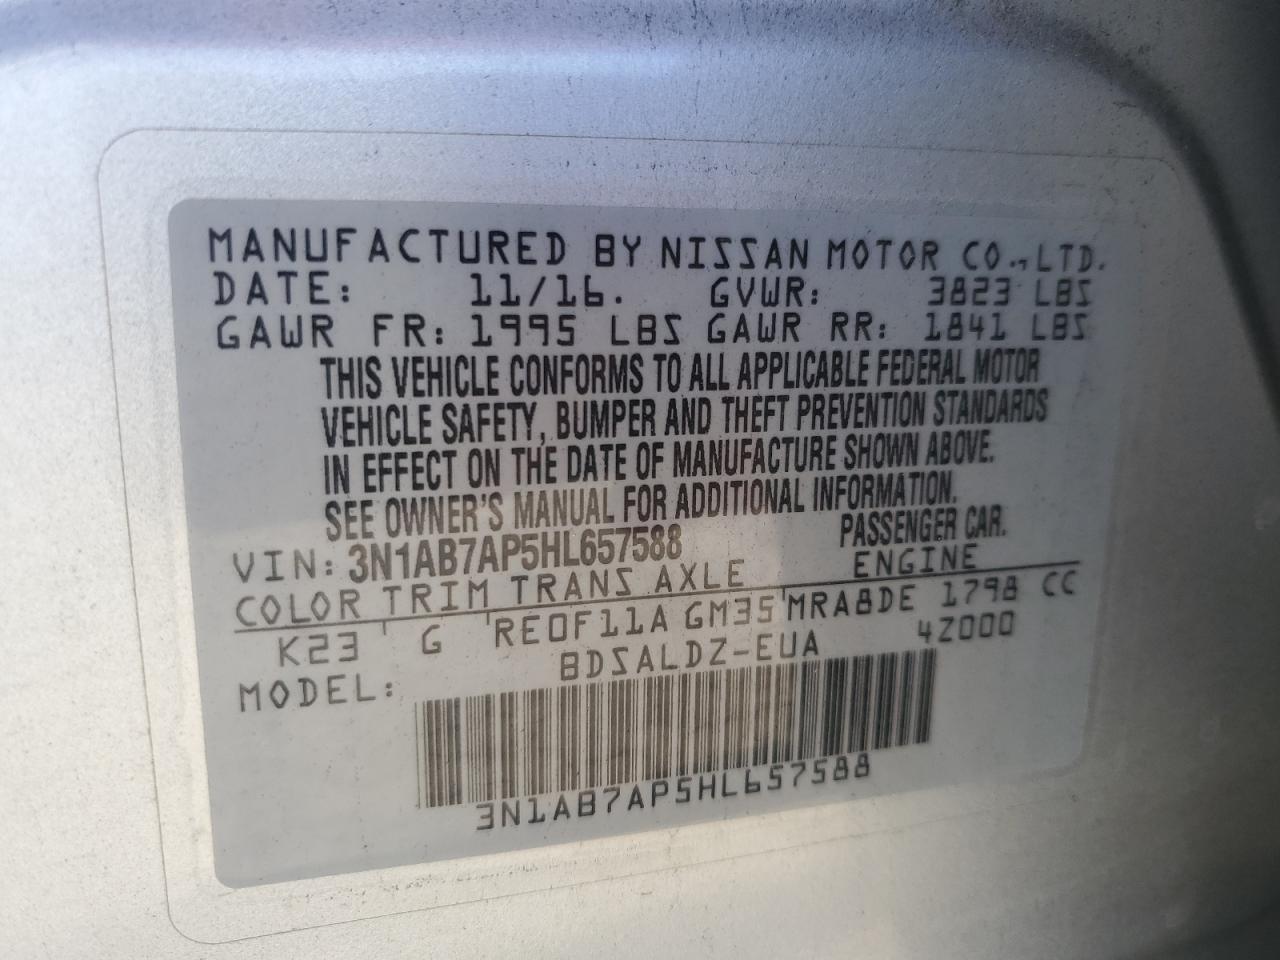 MANUFACTURED BY NISSAN MOTOR CO.,LTD.
DATE: 11/16. GVWR: 3823 LBS
GAWR FR: 1995 LBS GAWR RR: 1841 LBS
THIS VEHICLE CONFORMS TO ALL APPLICABLE FEDERAL MOTOR
VEHICLE SAFETY, BUMPER AND THEFT PREVENTION STANDARDS
IN EFFECT ON THE DATE OF MANUFACTURE SHOWN ABOVE.
SEE OWNER'S MANUAL FOR ADDITIONAL INFORMATION.
VIN: 3N1AB7AP5HL657588 PASSENGER CAR.
COLOR TRIM TRANS AXLE ENGINE
K23 G RE0F11A GM35 MRA8DE 1798 CC
MODEL: BDSALDZ-EUA 4Z000
3N1AB7AP5HL657588